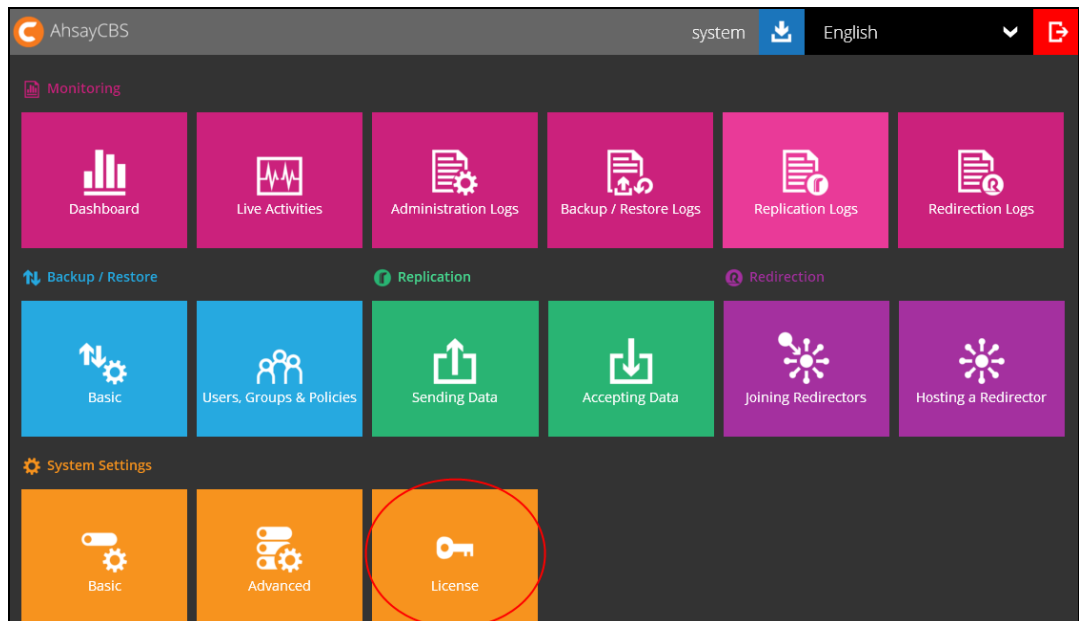 AhsayCBS
system
English
Monitoring
Dashboard
Live Activities
Administration Logs
Backup / Restore Logs
Replication Logs
Redirection Logs
Backup / Restore
Replication
Redirection
Basic
Users, Groups & Policies
Sending Data
Accepting Data
Joining Redirectors
Hosting a Redirector
System Settings
Basic
Advanced
License